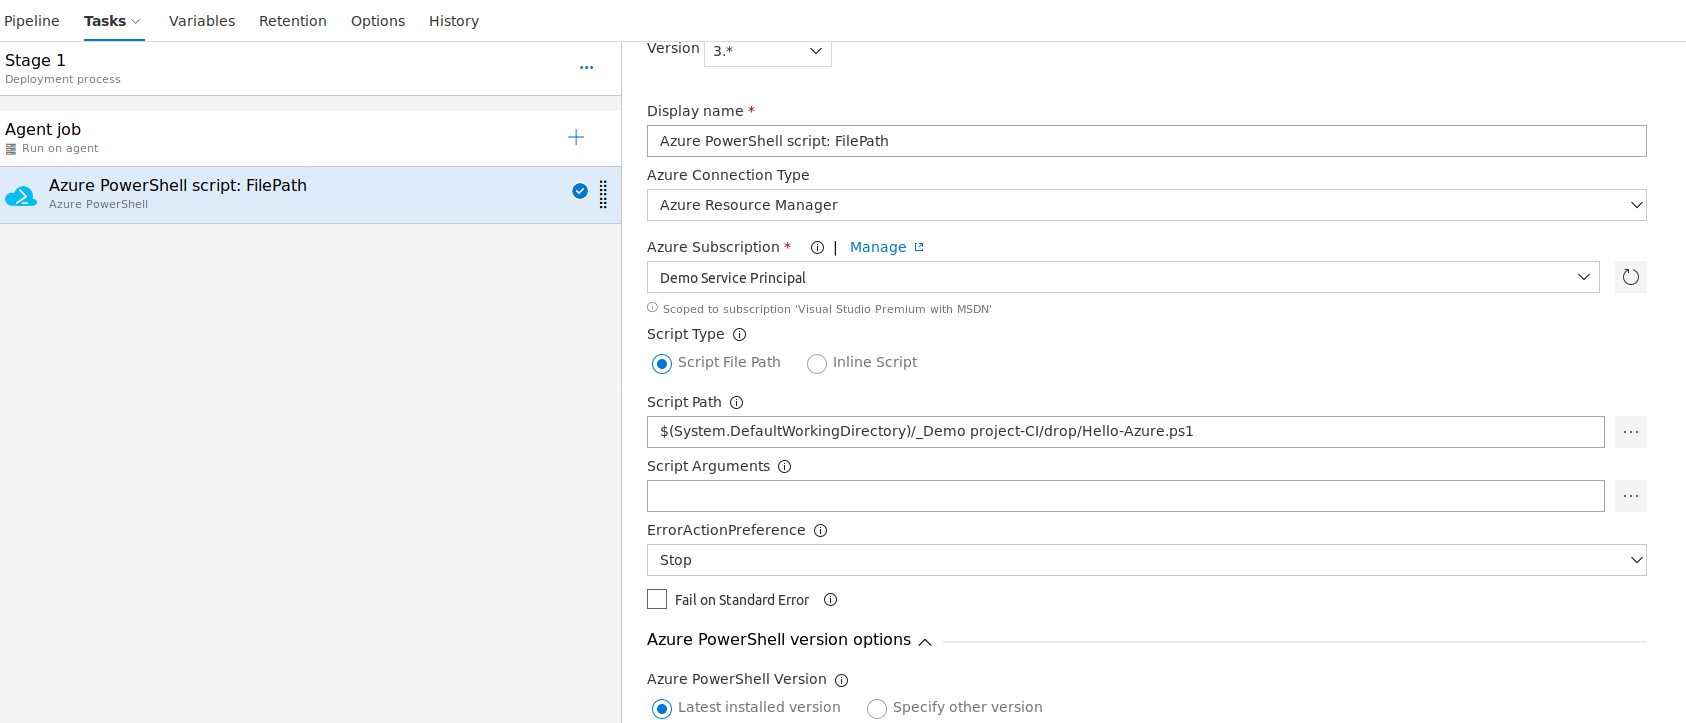 Pipeline Tasks Variables Retention Options History
Stage 1
Deployment process
Agent job
Run on agent
Azure PowerShell script: FilePath
Azure PowerShell
Version 3.*
Display name *
Azure PowerShell script: FilePath
Azure Connection Type
Azure Resource Manager
Azure Subscription * | Manage
Demo Service Principal
Scoped to subscription 'Visual Studio Premium with MSDN'
Script Type
Script File Path Inline Script
Script Path
$(System.DefaultWorkingDirectory)/_Demo project-CI/drop/Hello-Azure.ps1
Script Arguments
ErrorActionPreference
Stop
Fail on Standard Error
Azure PowerShell version options
Azure PowerShell Version
Latest installed version Specify other version